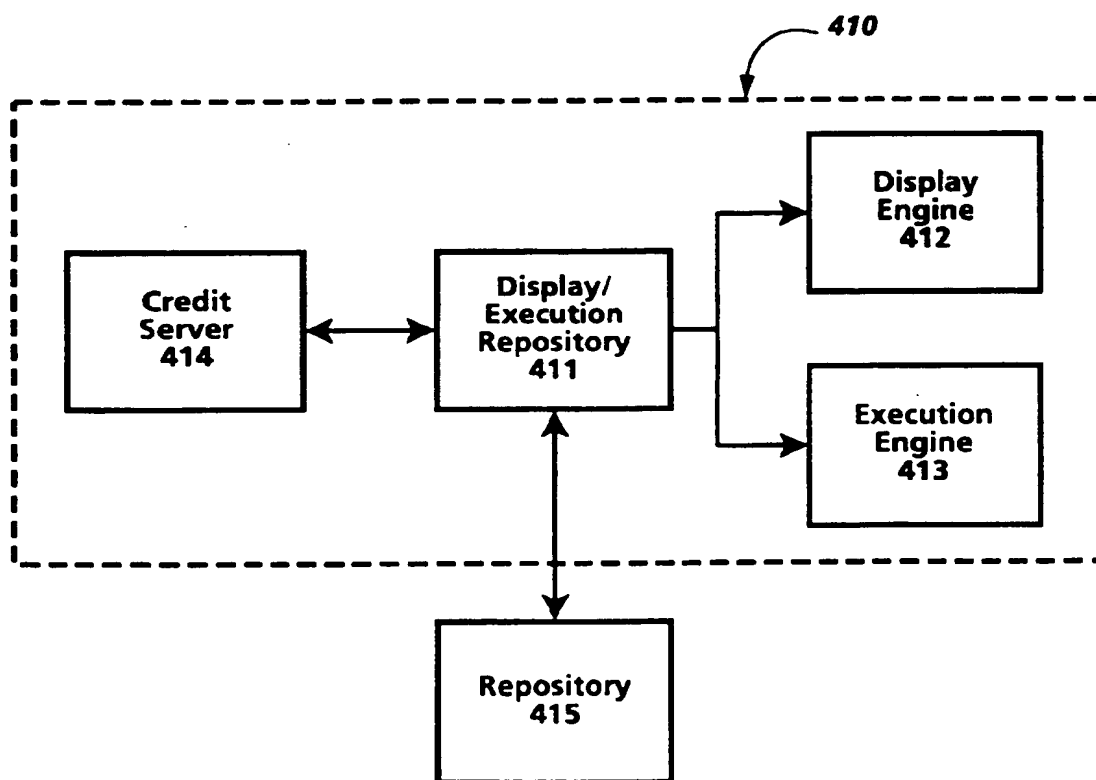 410
Display
Engine
412
Credit
Server
414
Display/
Execution
Repository
411
Execution
Engine
413
Repository
415